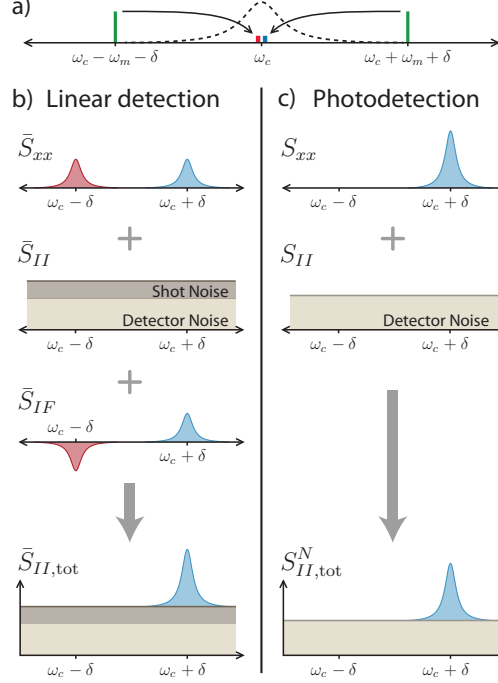 a)
ω_c − ω_m − δ ω_c ω_c + ω_m + δ
b) Linear detection c) Photodetection
S̄_xx S_xx
ω_c − δ ω_c + δ ω_c − δ ω_c + δ
+ +
S̄_II S_II
Shot Noise
Detector Noise Detector Noise
ω_c − δ ω_c + δ ω_c − δ ω_c + δ
+
S̄_IF
ω_c − δ
ω_c + δ
S̄_II,tot S^N_II,tot
ω_c − δ ω_c + δ ω_c − δ ω_c + δ